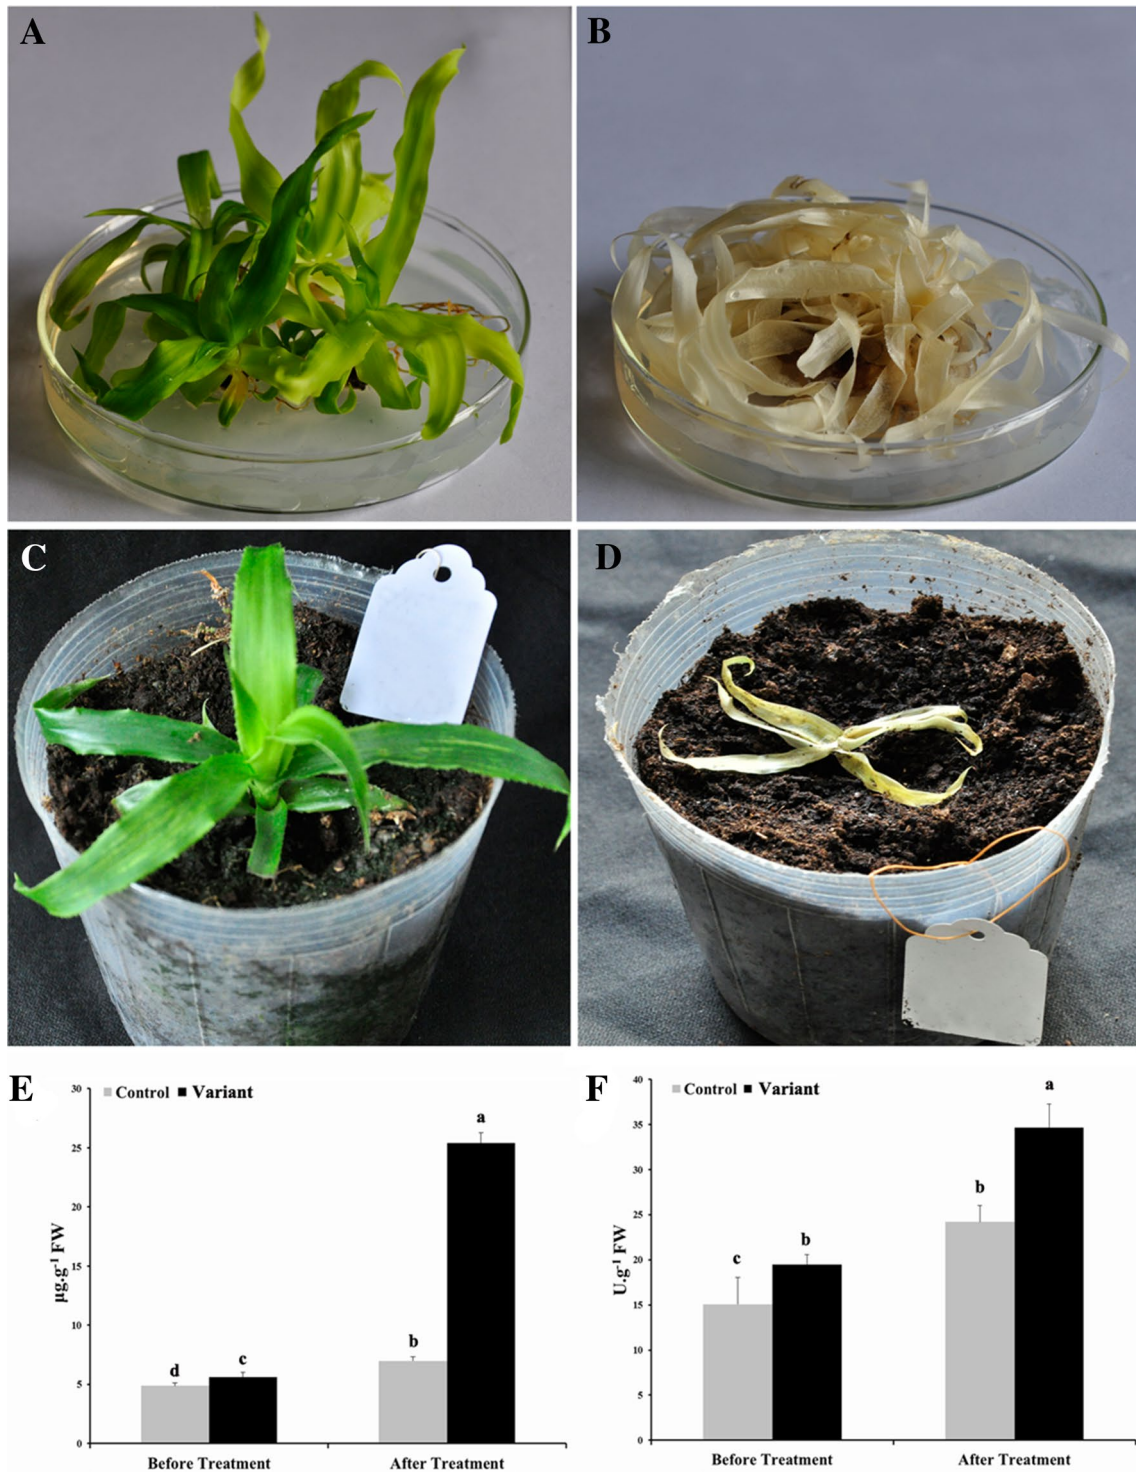 A
B
C
D
E
Control Variant
30
25
20
15
10
5
0
µg.g⁻¹ FW
d
c
b
a
Before Treatment After Treatment
F
Control Variant
40
35
30
25
20
15
10
5
0
U.g⁻¹ FW
c
b
b
a
Before Treatment After Treatment